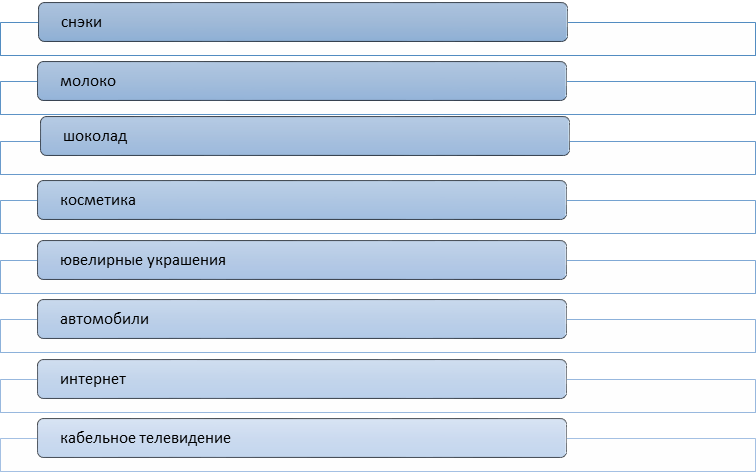 снэки
молоко
шоколад
косметика
ювелирные украшения
автомобили
интернет
кабельное телевидение